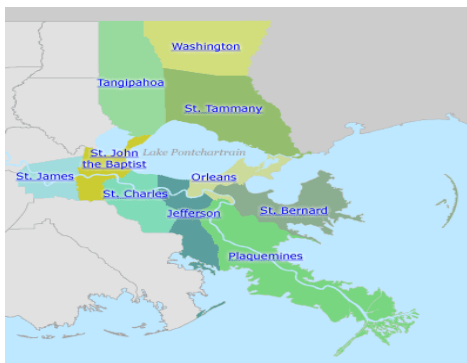 Washington
Tangipahoa
St. Tammany
St. John
the Baptist
Lake Pontchartrain
St. James
Orleans
St. Charles
Jefferson
St. Bernard
Plaquemines